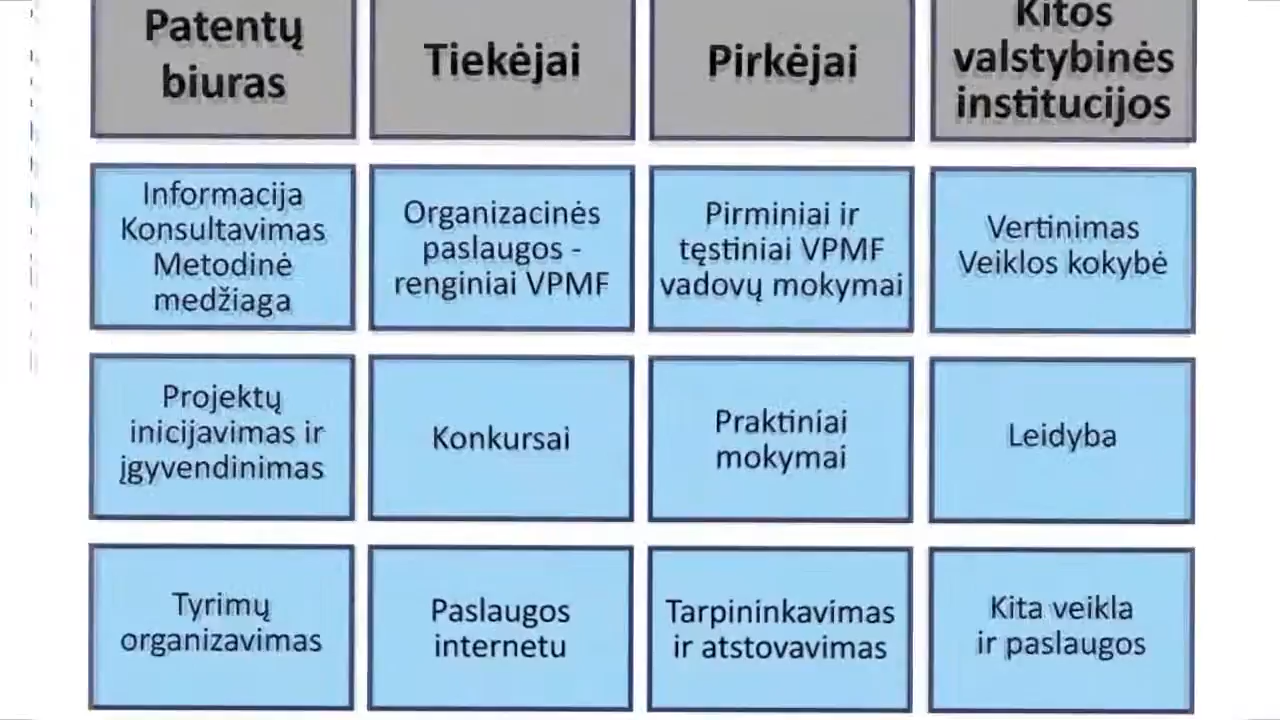 Patentų
biuras
Tiekėjai
Pirkėjai
Kitos
valstybinės
institucijos
Informacija
Konsultavimas
Metodinė
medžiaga
Organizacinės
paslaugos -
renginiai VPMF
Pirminiai ir
tęstiniai VPMF
vadovų mokymai
Vertinimas
Veiklos kokybė
Projektų
inicijavimas ir
įgyvendinimas
Konkursai
Praktiniai
mokymai
Leidyba
Tyrimų
organizavimas
Paslaugos
internetu
Tarpininkavimas
ir atstovavimas
Kita veikla
ir paslaugos